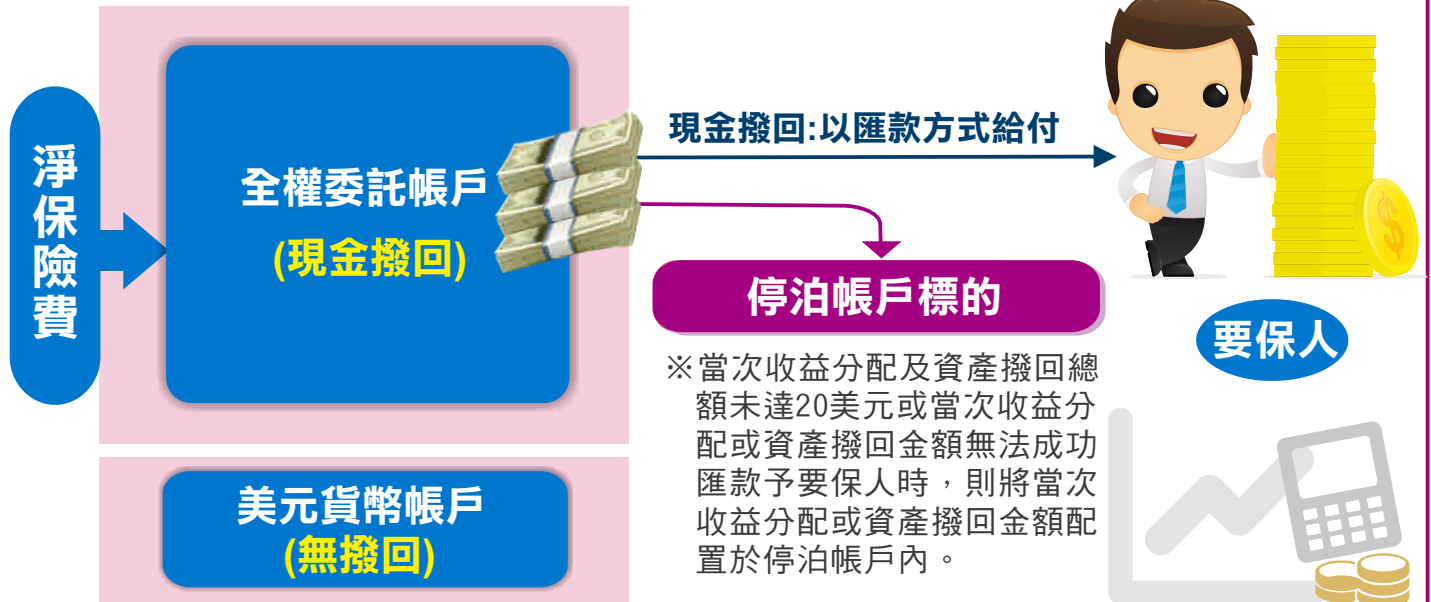 淨保險費
全權委託帳戶
(現金撥回)
現金撥回:以匯款方式給付
停泊帳戶標的
※當次收益分配及資產撥回總
額未達20美元或當次收益分
配或資產撥回金額無法成功
匯款予要保人時，則將當次
收益分配或資產撥回金額配
置於停泊帳戶內。
要保人
美元貨幣帳戶
(無撥回)